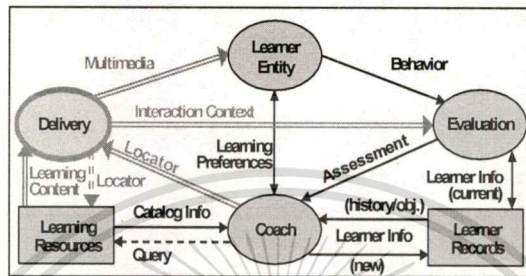 Learner
Entity
Multimedia
Behavior
Interaction Context
Delivery
Evaluation
Learning
Preferences
Locator
Assessment
Learning
Content
Locator
Learner Info
(current)
Learning
Resources
Catalog Info
Query
Coach
(history/obj.)
Learner Info
(new)
Learner
Records